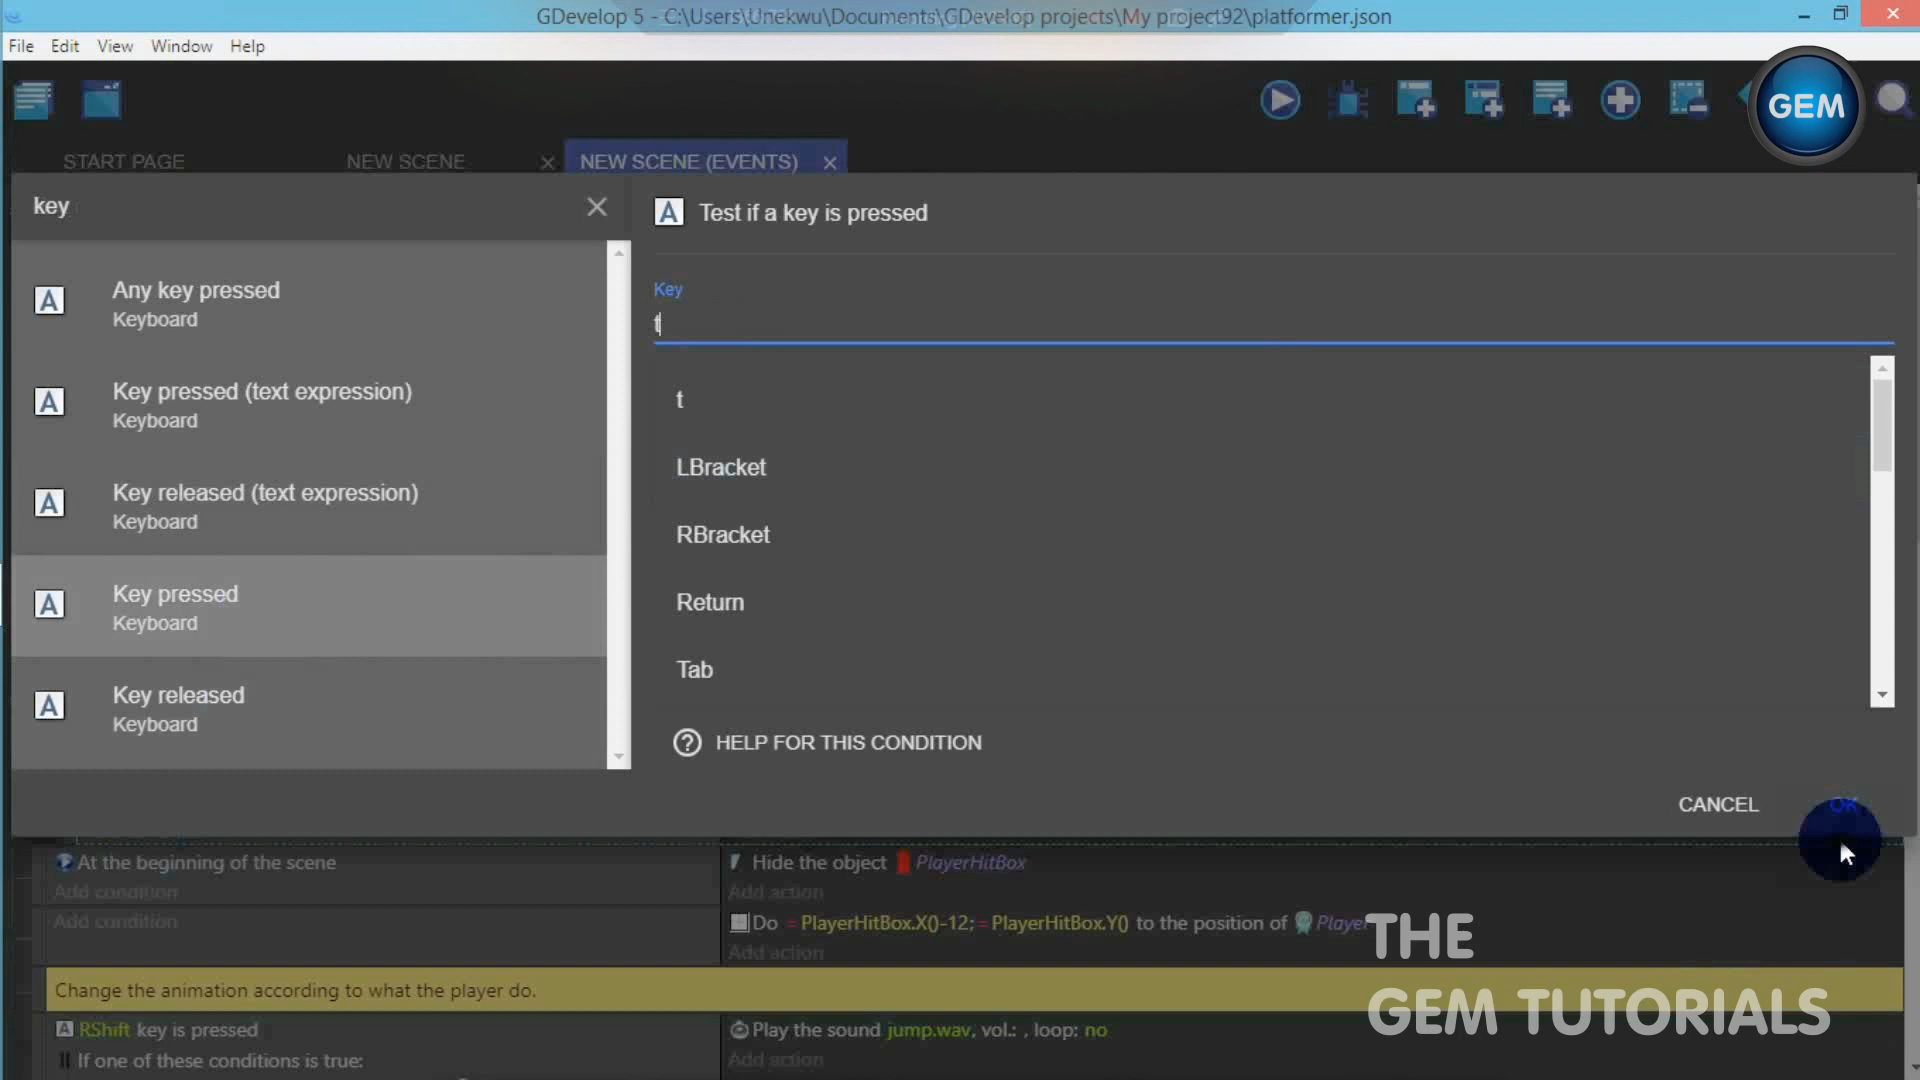 GDevelop 5 - C:\Users\Unekwu\Documents\GDevelop projects\My project92\platformer.json
File Edit View Window Help
GEM
START PAGE
NEW SCENE
NEW SCENE (EVENTS)
key
Test if a key is pressed
Any key pressed
Keyboard
Key pressed (text expression)
Keyboard
Key released (text expression)
Keyboard
Key pressed
Keyboard
Key released
Keyboard
Key
t
t
LBracket
RBracket
Return
Tab
HELP FOR THIS CONDITION
CANCEL
OK
At the beginning of the scene
Add condition
Hide the object PlayerHitBox
Add action
Add condition
Do = PlayerHitBox.X()-12; = PlayerHitBox.Y() to the position of Player
Add action
Change the animation according to what the player do.
RShift key is pressed
If one of these conditions is true:
Play the sound jump.wav, vol.: , loop: no
Add action
THE
GEM TUTORIALS